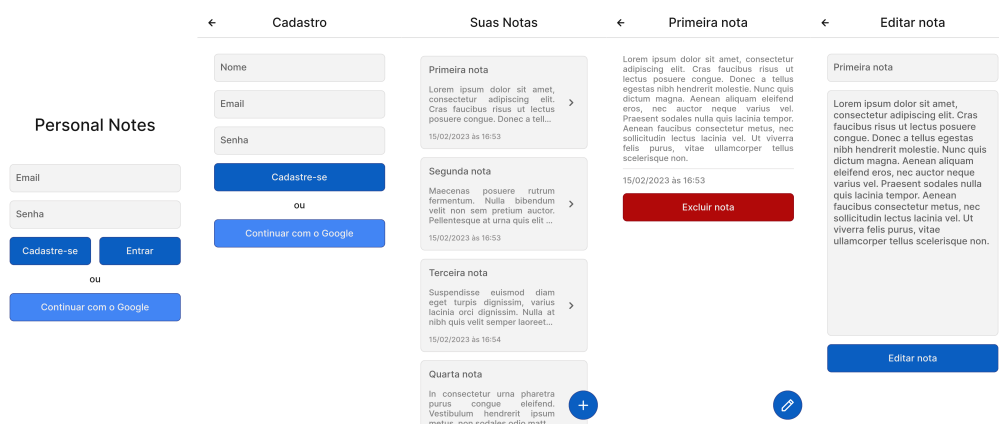 Personal Notes
Email
Senha
Cadastre-se
Entrar
ou
Continuar com o Google
Cadastro
Nome
Email
Senha
Cadastre-se
ou
Continuar com o Google
Suas Notas
Primeira nota
Lorem ipsum dolor sit amet,
consectetur adipiscing elit.
Cras faucibus risus ut lectus
posuere congue. Donec a tell...
15/02/2023 às 16:53
Segunda nota
Maecenas posuere rutrum
fermentum. Nulla bibendum
velit non sem pretium auctor.
Pellentesque at urna quis elit ...
15/02/2023 às 16:53
Terceira nota
Suspendisse euismod diam
eget turpis dignissim, varius
lacinia orci dignissim. Nulla at
nibh quis velit semper laoreet...
15/02/2023 às 16:54
Quarta nota
In consectetur urna pharetra
purus congue eleifend.
Vestibulum hendrerit ipsum
metus, non sodales odio matt...
Primeira nota
Lorem ipsum dolor sit amet, consectetur
adipiscing elit. Cras faucibus risus ut
lectus posuere congue. Donec a tellus
egestas nibh hendrerit molestie. Nunc quis
dictum magna. Aenean aliquam eleifend
eros, nec auctor neque varius vel.
Praesent sodales nulla quis lacinia tempor.
Aenean faucibus consectetur metus, nec
sollicitudin lectus lacinia vel. Ut viverra
felis purus, vitae ullamcorper tellus
scelerisque non.
15/02/2023 às 16:53
Excluir nota
Editar nota
Primeira nota
Lorem ipsum dolor sit amet,
consectetur adipiscing elit. Cras
faucibus risus ut lectus posuere
congue. Donec a tellus egestas
nibh hendrerit molestie. Nunc quis
dictum magna. Aenean aliquam
eleifend eros, nec auctor neque
varius vel. Praesent sodales nulla
quis lacinia tempor. Aenean
faucibus consectetur metus, nec
sollicitudin lectus lacinia vel. Ut
viverra felis purus, vitae
ullamcorper tellus scelerisque non.
Editar nota